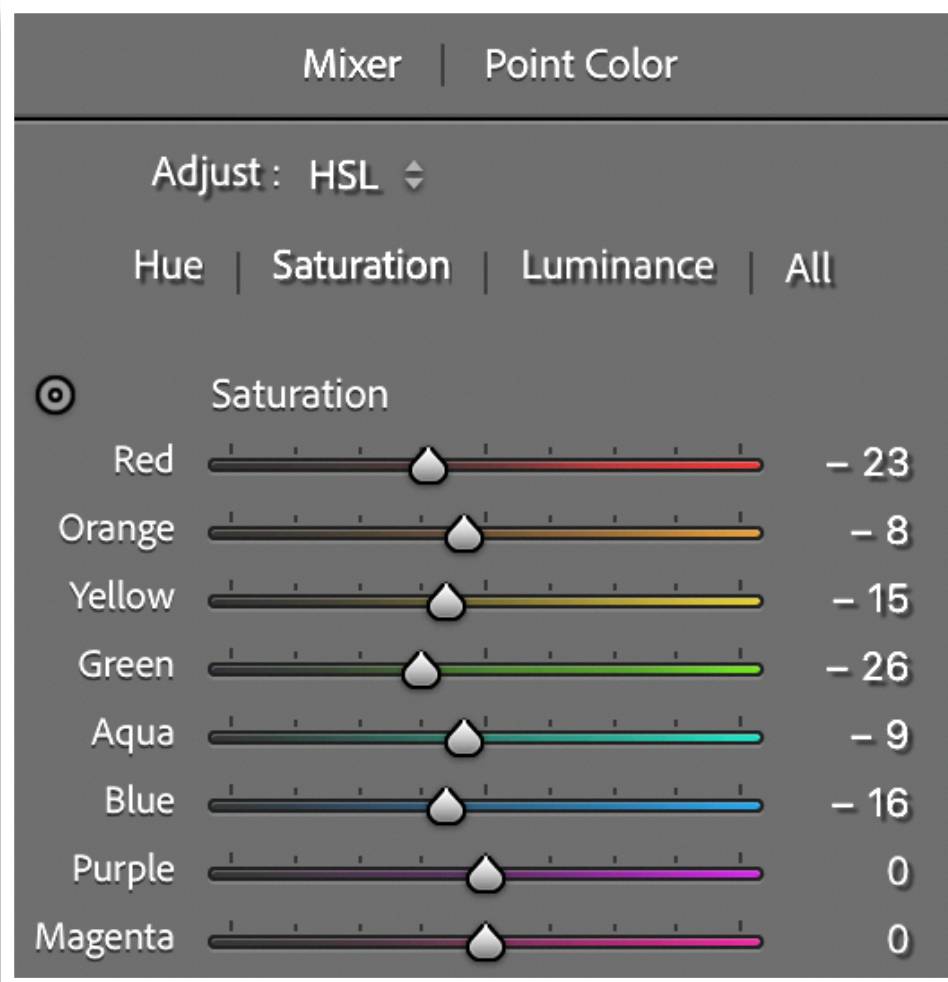 Mixer | Point Color
Adjust : HSL
Hue | Saturation | Luminance | All
Saturation
Red – 23
Orange – 8
Yellow – 15
Green – 26
Aqua – 9
Blue – 16
Purple 0
Magenta 0